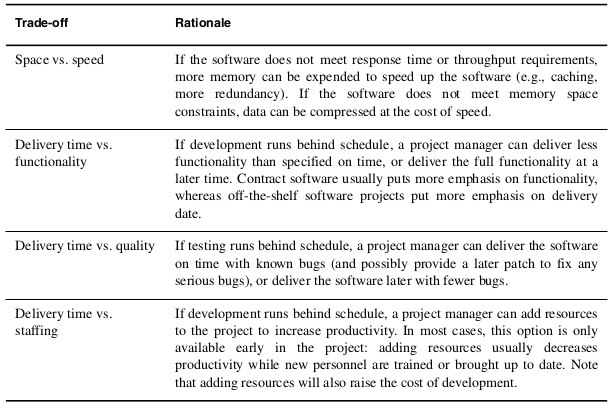 Trade-off Rationale
Space vs. speed If the software does not meet response time or throughput requirements,
more memory can be expended to speed up the software (e.g., caching,
more redundancy). If the software does not meet memory space
constraints, data can be compressed at the cost of speed.
Delivery time vs. If development runs behind schedule, a project manager can deliver less
functionality functionality than specified on time, or deliver the full functionality at
a later time. Contract software usually puts more emphasis on functionality,
whereas off-the-shelf software projects put more emphasis on delivery
date.
Delivery time vs. quality If testing runs behind schedule, a project manager can deliver the software
on time with known bugs (and possibly provide a later patch to fix any
serious bugs), or deliver the software later with fewer bugs.
Delivery time vs. If development runs behind schedule, a project manager can add resources
staffing to the project to increase productivity. In most cases, this option is only
available early in the project: adding resources usually decreases
productivity while new personnel are trained or brought up to date. Note
that adding resources will also raise the cost of development.